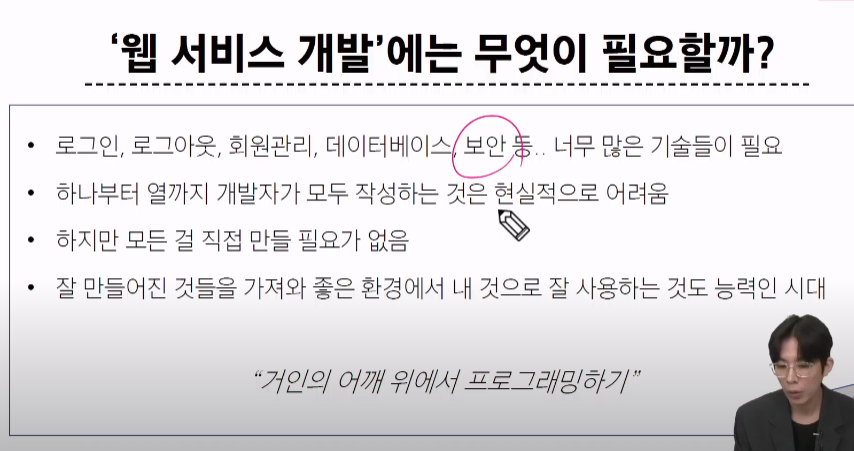 ‘웹 서비스 개발’에는 무엇이 필요할까?
• 로그인, 로그아웃, 회원관리, 데이터베이스, 보안 등.. 너무 많은 기술들이 필요
• 하나부터 열까지 개발자가 모두 작성하는 것은 현실적으로 어려움
• 하지만 모든 걸 직접 만들 필요가 없음
• 잘 만들어진 것들을 가져와 좋은 환경에서 내 것으로 잘 사용하는 것도 능력인 시대
“거인의 어깨 위에서 프로그래밍하기”